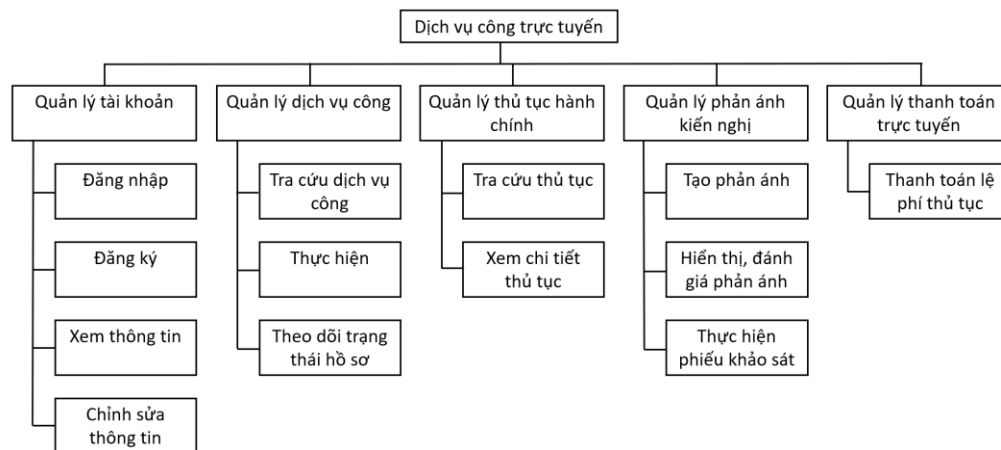 Dịch vụ công trực tuyến
Quản lý tài khoản
Đăng nhập
Đăng ký
Xem thông tin
Chỉnh sửa
thông tin
Quản lý dịch vụ công
Tra cứu dịch vụ
công
Thực hiện
Theo dõi trạng
thái hồ sơ
Quản lý thủ tục hành
chính
Tra cứu thủ tục
Xem chi tiết
thủ tục
Quản lý phản ánh
kiến nghị
Tạo phản ánh
Hiển thị, đánh
giá phản ánh
Thực hiện
phiếu khảo sát
Quản lý thanh toán
trực tuyến
Thanh toán lệ
phí thủ tục